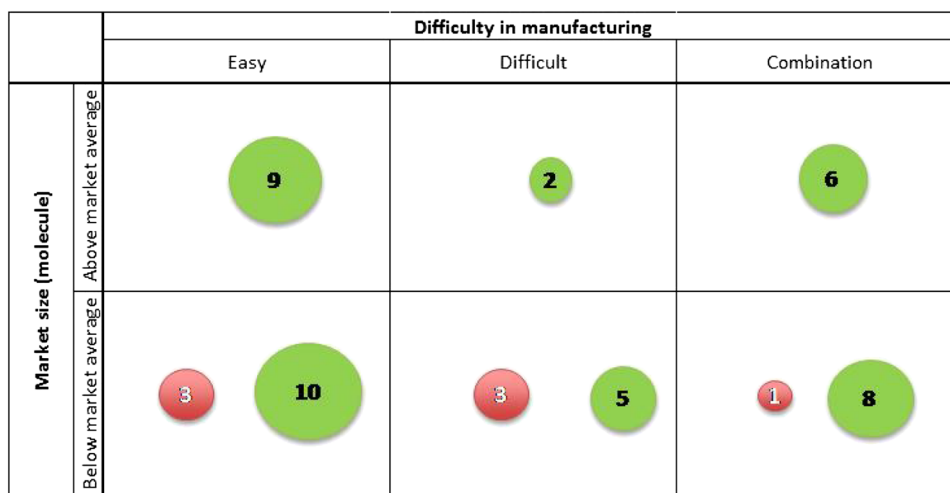 Difficulty in manufacturing
Easy
Difficult
Combination
Market size (molecule)
Above market average
9
2
6
Below market average
3
10
3
5
1
8